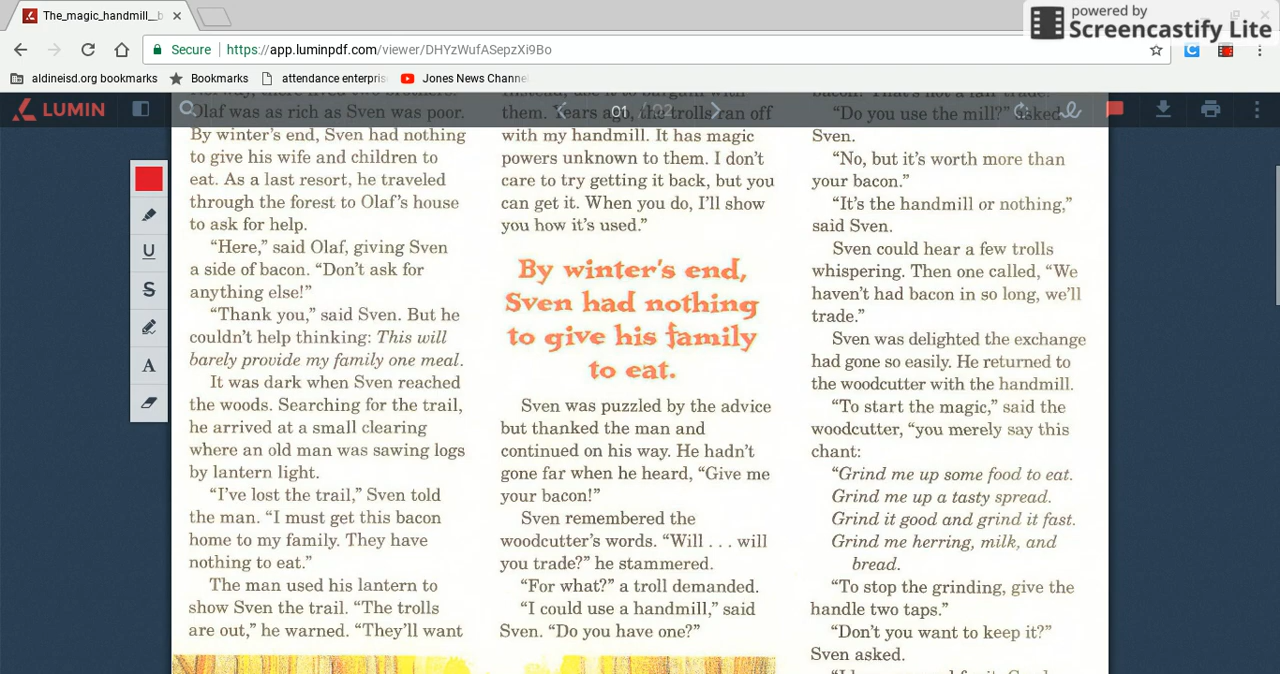 The_magic_handmill__b
powered by
Screencastify Lite
Secure
https://app.luminpdf.com/viewer/DHYzWufASepzXi9Bo
aldineisd.org bookmarks
Bookmarks
attendance enterpris
Jones News Channe
LUMIN
01 / 22
Olaf was as rich as Sven was poor.
By winter's end, Sven had nothing
to give his wife and children to
eat. As a last resort, he traveled
through the forest to Olaf's house
to ask for help.
“Here,” said Olaf, giving Sven
a side of bacon. “Don't ask for
anything else!”
“Thank you,” said Sven. But he
couldn't help thinking: This will
barely provide my family one meal.
It was dark when Sven reached
the woods. Searching for the trail,
he arrived at a small clearing
where an old man was sawing logs
by lantern light.
“I've lost the trail,” Sven told
the man. “I must get this bacon
home to my family. They have
nothing to eat.”
The man used his lantern to
show Sven the trail. “The trolls
are out,” he warned. “They'll want
them. Years ago, the trolls ran off
with my handmill. It has magic
powers unknown to them. I don't
care to try getting it back, but you
can get it. When you do, I'll show
you how it's used.”
By winter's end,
Sven had nothing
to give his family
to eat.
Sven was puzzled by the advice
but thanked the man and
continued on his way. He hadn't
gone far when he heard, “Give me
your bacon!”
Sven remembered the
woodcutter's words. “Will . . . will
you trade?” he stammered.
“For what?” a troll demanded.
“I could use a handmill,” said
Sven. “Do you have one?”
“Do you use the mill?” asked
Sven.
“No, but it's worth more than
your bacon.”
“It's the handmill or nothing,”
said Sven.
Sven could hear a few trolls
whispering. Then one called, “We
haven't had bacon in so long, we'll
trade.”
Sven was delighted the exchange
had gone so easily. He returned to
the woodcutter with the handmill.
“To start the magic,” said the
woodcutter, “you merely say this
chant:
“Grind me up some food to eat.
Grind me up a tasty spread.
Grind it good and grind it fast.
Grind me herring, milk, and
bread.
“To stop the grinding, give the
handle two taps.”
“Don't you want to keep it?”
Sven asked.